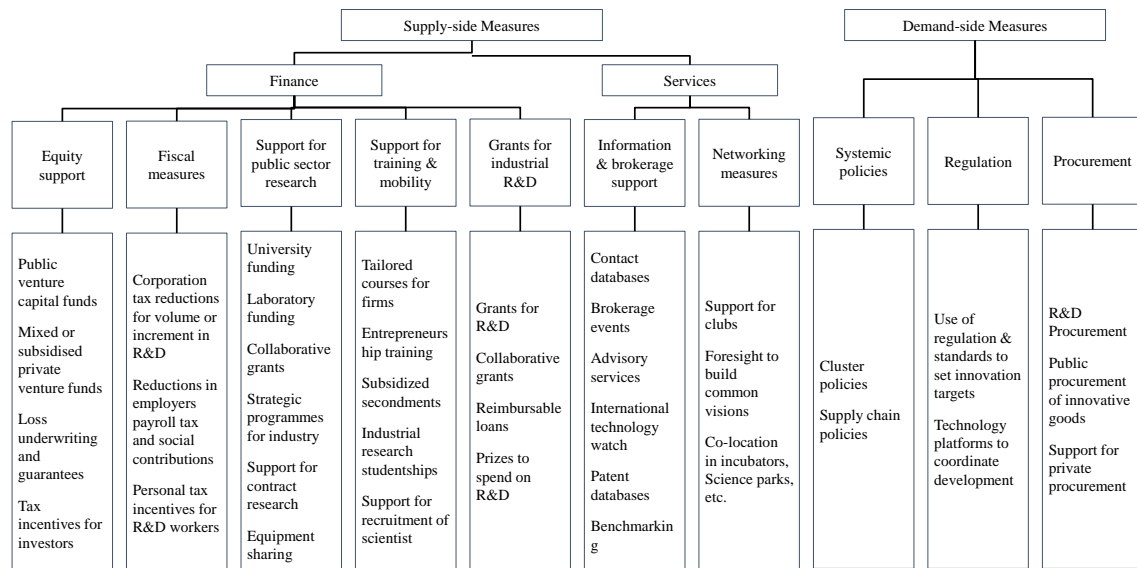 Supply-side Measures
Demand-side Measures
Finance
Services
Equity
support
Fiscal
measures
Support for
public sector
research
Support for
training &
mobility
Grants for
industrial
R&D
Information
& brokerage
support
Networking
measures
Systemic
policies
Regulation
Procurement
Public
venture
capital funds
Mixed or
subsidised
private
venture funds
Loss
underwriting
and
guarantees
Tax
incentives for
investors
Corporation
tax reductions
for volume or
increment in
R&D
Reductions in
employers
payroll tax
and social
contributions
Personal tax
incentives for
R&D workers
University
funding
Laboratory
funding
Collaborative
grants
Strategic
programmes
for industry
Support for
contract
research
Equipment
sharing
Tailored
courses for
firms
Entrepreneurs
hip training
Subsidized
secondments
Industrial
research
studentships
Support for
recruitment of
scientist
Grants for
R&D
Collaborative
grants
Reimbursable
loans
Prizes to
spend on
R&D
Contact
databases
Brokerage
events
Advisory
services
International
technology
watch
Patent
databases
Benchmarkin
g
Support for
clubs
Foresight to
build
common
visions
Co-location
in incubators,
Science parks,
etc.
Cluster
policies
Supply chain
policies
Use of
regulation &
standards to
set innovation
targets
Technology
platforms to
coordinate
development
R&D
Procurement
Public
procurement
of innovative
goods
Support for
private
procurement